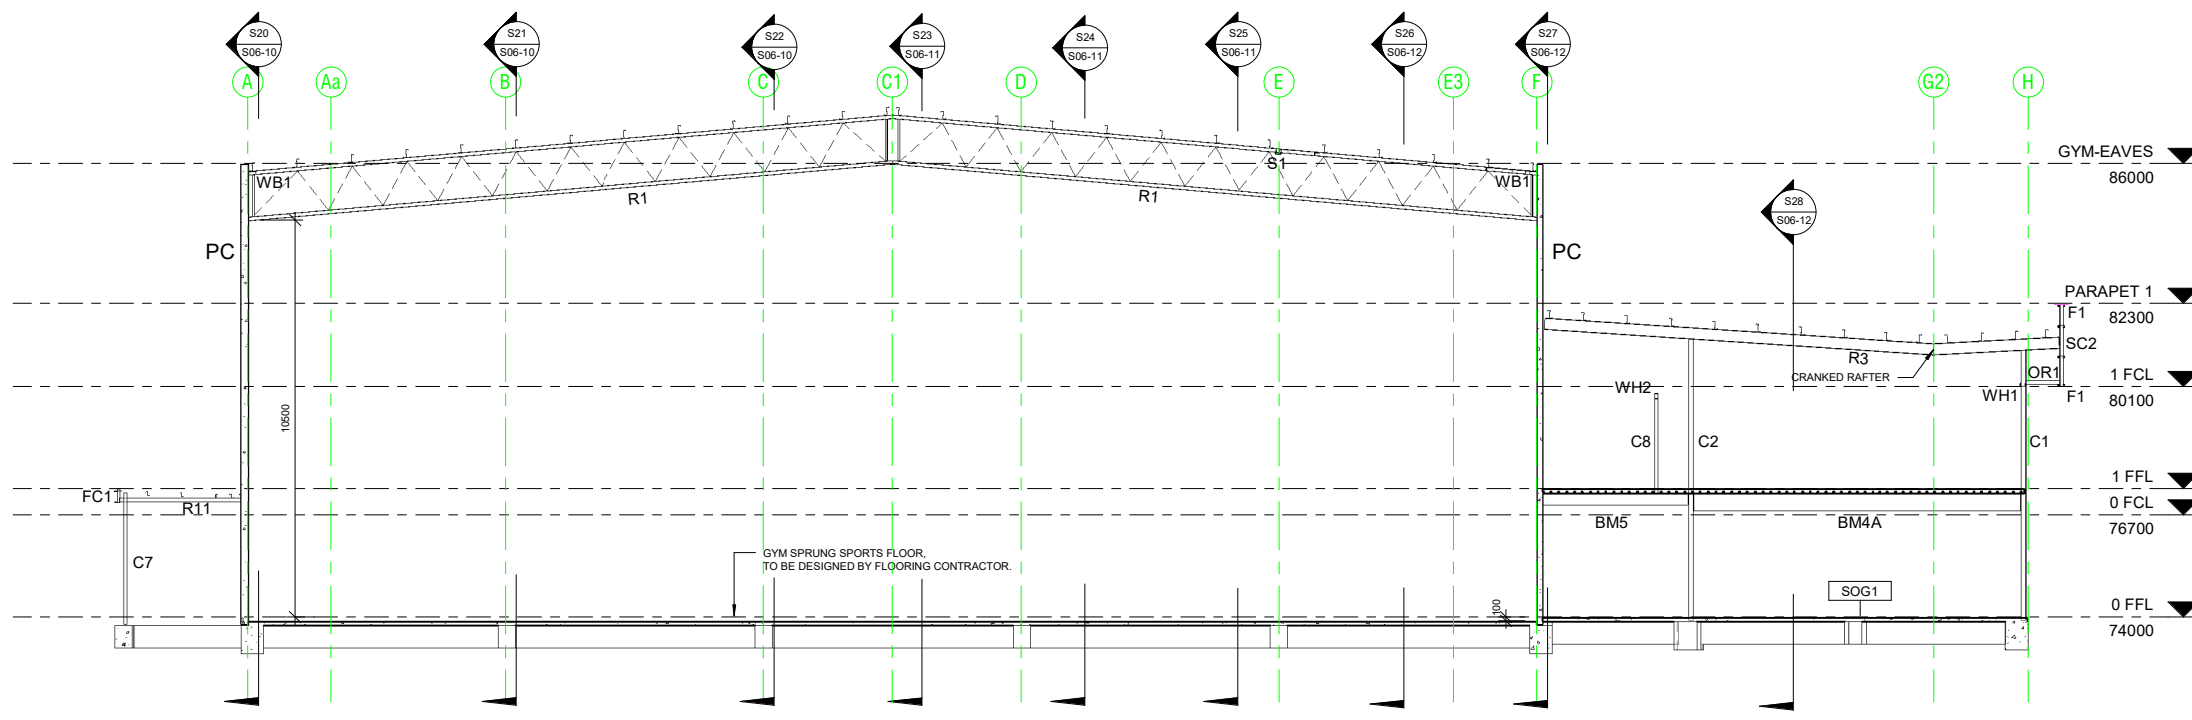 S20
S06-10
S21
S06-10
S22
S06-10
S23
S06-11
S24
S06-11
S25
S06-11
S26
S06-12
S27
S06-12
A
Aa
B
C
C1
D
E
E3
F
G2
H
GYM-EAVES
86000
WB1
R1
R1
S1
WB1
S28
S06-12
PC
PC
PARAPET 1
82300
F1
SC2
R3
CRANKED RAFTER
OR1
1 FCL
80100
WH2
WH1
F1
10500
C8
C2
C1
1 FFL
FC1
R11
0 FCL
76700
BM5
BM4A
C7
GYM SPRUNG SPORTS FLOOR,
TO BE DESIGNED BY FLOORING CONTRACTOR.
SOG1
100
0 FFL
74000